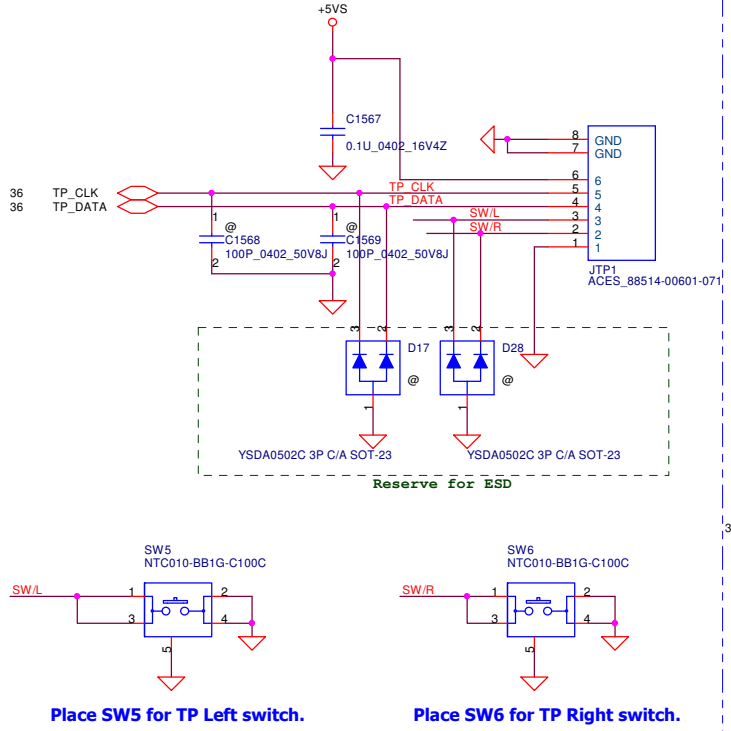 +5VS
C1567
0.1U_0402_16V4Z
8 GND
7 GND
6 6
36 TP_CLK TP_CLK 5 5
36 TP_DATA TP_DATA 4 4
SW/L 3 3
SW/R 2 2
1 1
JTP1
ACES_88514-00601-071
1 @
C1568
100P_0402_50V8J
2
1 @
C1569
100P_0402_50V8J
2
3 2 D17
@
1
3 2 D28
@
1
YSDA0502C 3P C/A SOT-23
YSDA0502C 3P C/A SOT-23
Reserve for ESD
3
SW5
NTC010-BB1G-C100C
SW/L 1 2
3 4
5
Place SW5 for TP Left switch.
SW6
NTC010-BB1G-C100C
SW/R 1 2
3 4
5
Place SW6 for TP Right switch.